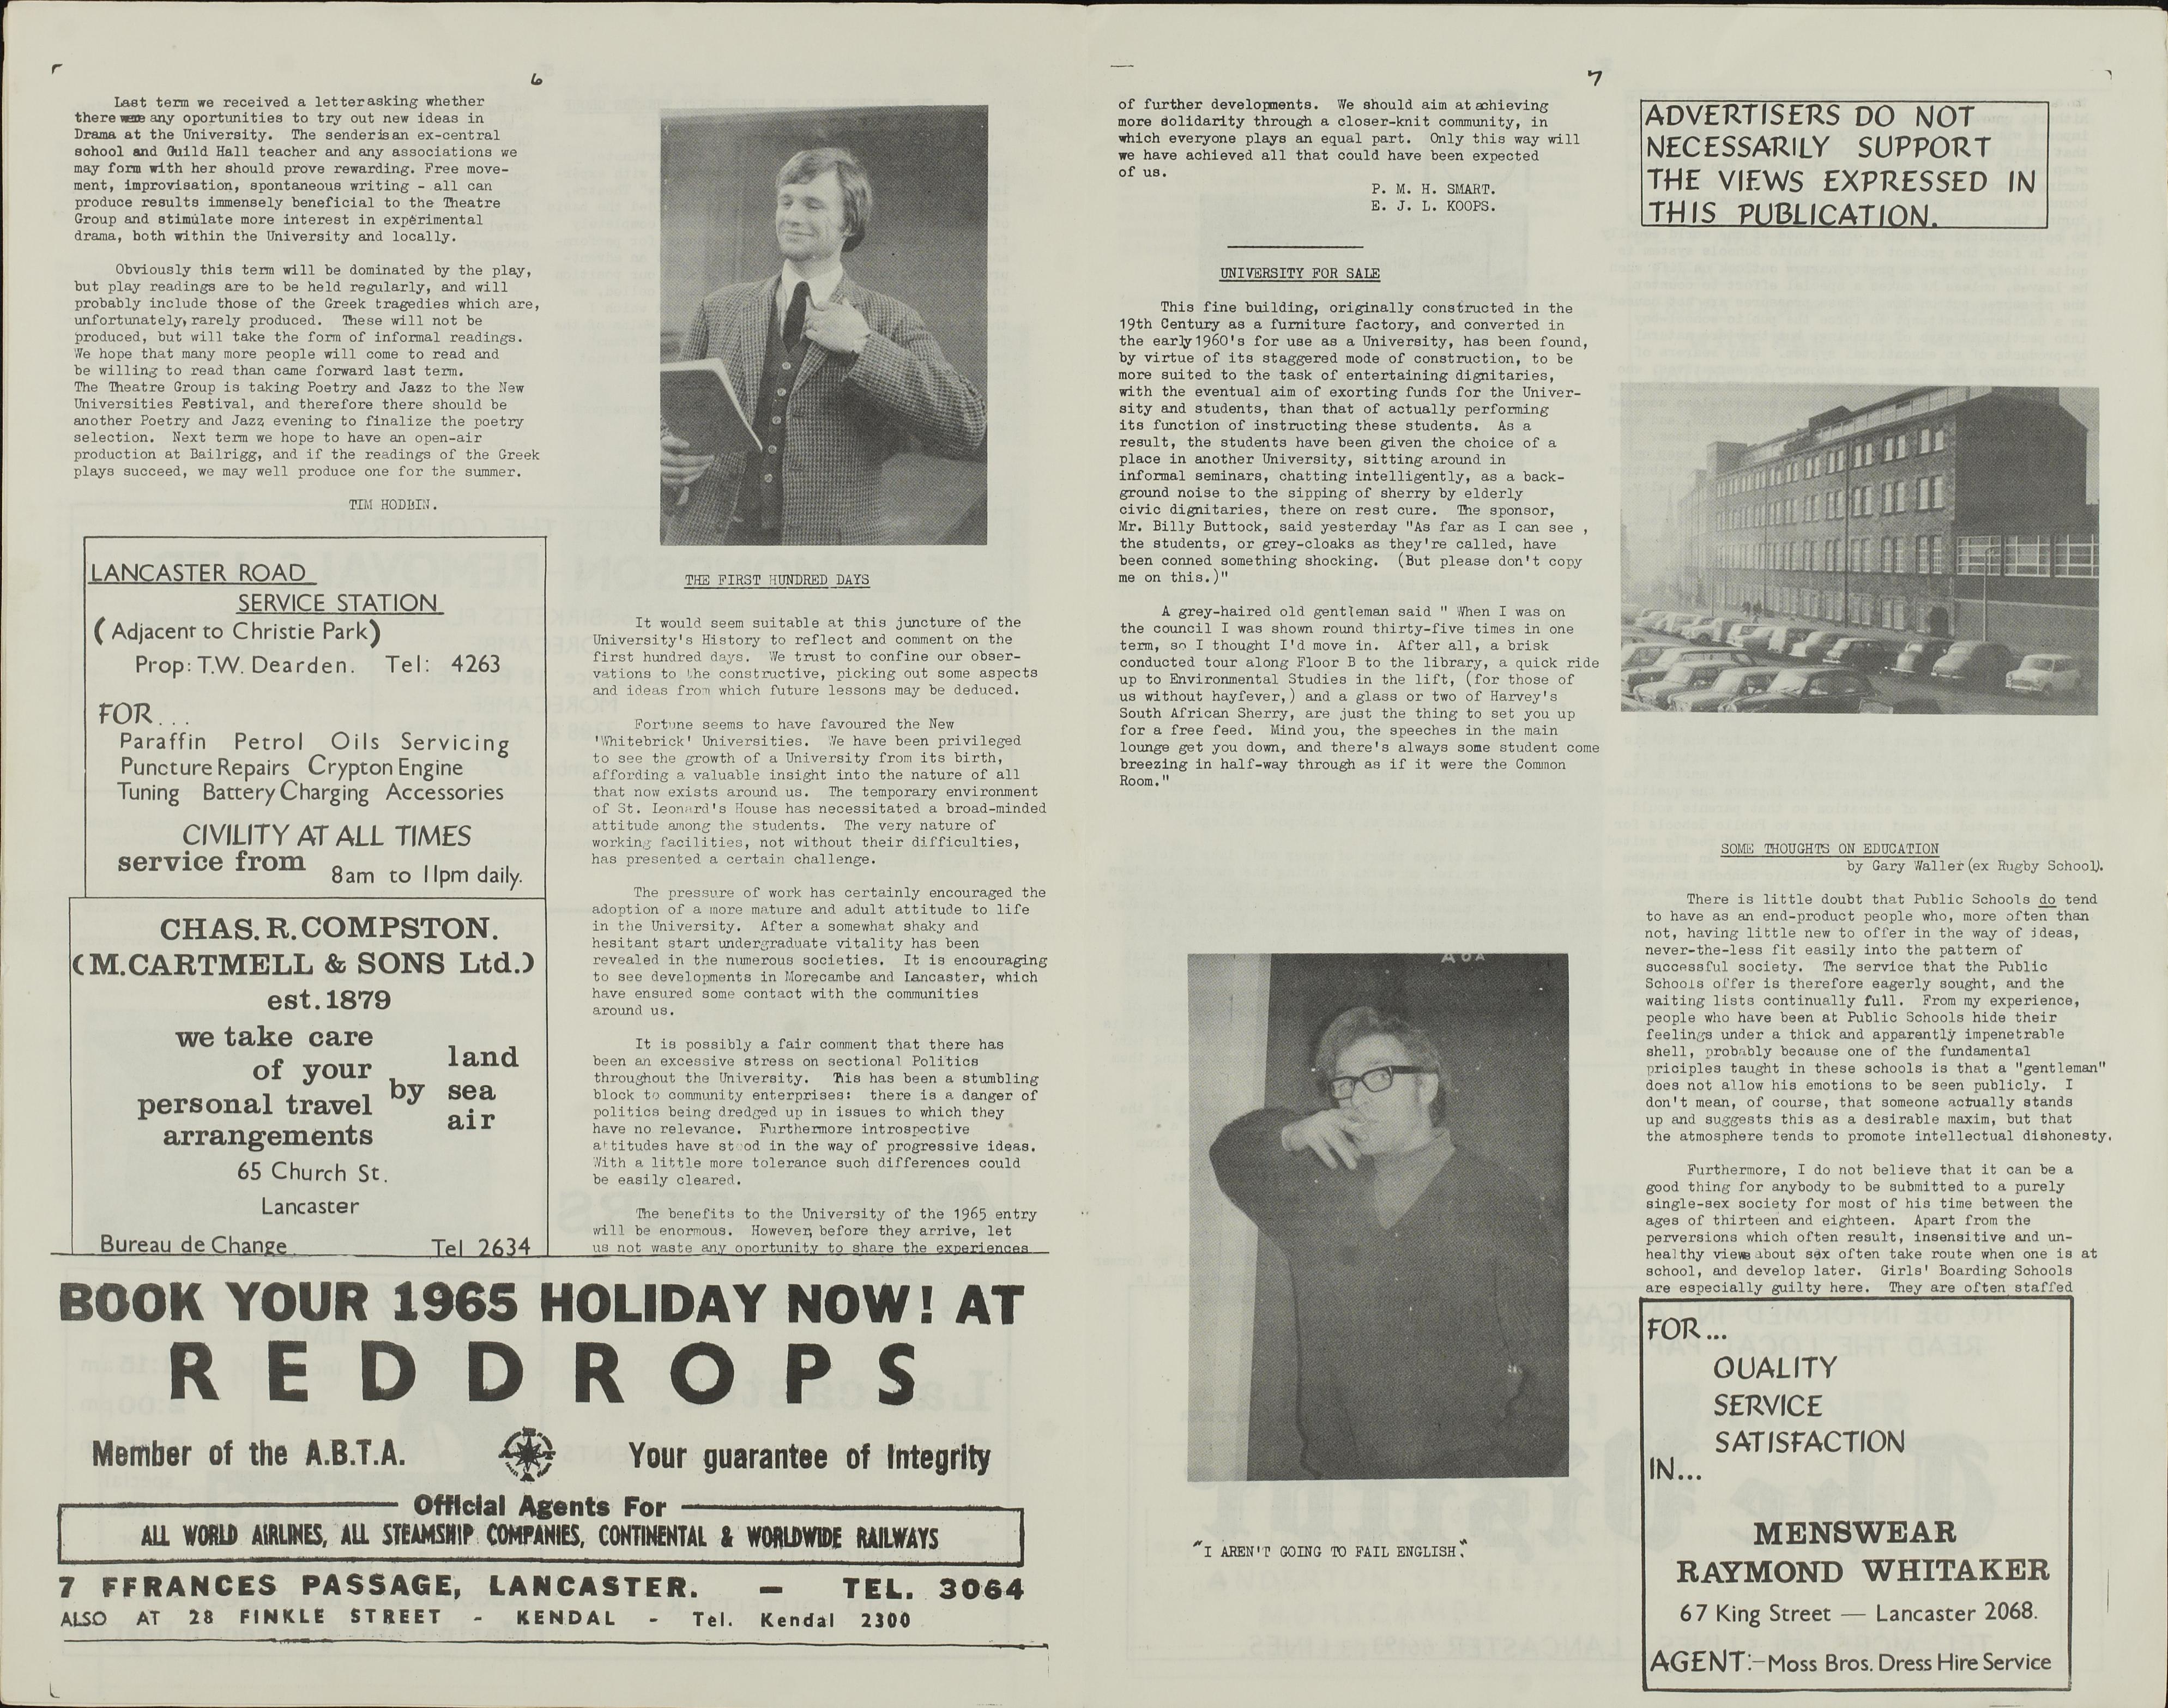 6
Last term we received a letterasking whether
there were any oportunities to try out new ideas in
Drama at the University. The senderisan ex-central
school and Guild Hall teacher and any associations we
may form with her should prove rewarding. Free move-
ment, improvisation, spontaneous writing - all can
produce results immensely beneficial to the Theatre
Group and stimulate more interest in experimental
drama, both within the University and locally.
Obviously this term will be dominated by the play,
but play readings are to be held regularly, and will
probably include those of the Greek tragedies which are,
unfortunately, rarely produced. These will not be
produced, but will take the form of informal readings.
We hope that many more people will come to read and
be willing to read than came forward last term.
The Theatre Group is taking Poetry and Jazz to the New
Universities Festival, and therefore there should be
another Poetry and Jazz evening to finalize the poetry
selection. Next term we hope to have an open-air
production at Bailrigg, and if the readings of the Greek
plays succeed, we may well produce one for the summer.
TIM HODBIN.
LANCASTER ROAD
SERVICE STATION
(Adjacent to Christie Park)
Prop: T.W. Dearden. Tel: 4263
FOR...
Paraffin Petrol Oils Servicing
Puncture Repairs Crypton Engine
Tuning Battery Charging Accessories
CIVILITY AT ALL TIMES
service from 8am to 11pm daily.
CHAS. R. COMPSTON.
(M. CARTMELL & SONS Ltd.)
est. 1879
we take care
of your
personal travel
arrangements
by
land
sea
air
65 Church St.
Lancaster
Bureau de Change Tel 2634
THE FIRST HUNDRED DAYS
It would seem suitable at this juncture of the
University's History to reflect and comment on the
first hundred days. We trust to confine our obser-
vations to the constructive, picking out some aspects
and ideas from which future lessons may be deduced.
Fortune seems to have favoured the New
'Whitebrick' Universities. We have been privileged
to see the growth of a University from its birth,
affording a valuable insight into the nature of all
that now exists around us. The temporary environment
of St. Leonard's House has necessitated a broad-minded
attitude among the students. The very nature of
working facilities, not without their difficulties,
has presented a certain challenge.
The pressure of work has certainly encouraged the
adoption of a more mature and adult attitude to life
in the University. After a somewhat shaky and
hesitant start undergraduate vitality has been
revealed in the numerous societies. It is encouraging
to see developments in Morecambe and Lancaster, which
have ensured some contact with the communities
around us.
It is possibly a fair comment that there has
been an excessive stress on sectional Politics
throughout the University. This has been a stumbling
block to community enterprises: there is a danger of
politics being dredged up in issues to which they
have no relevance. Furthermore introspective
attitudes have stood in the way of progressive ideas.
With a little more tolerance such differences could
be easily cleared.
The benefits to the University of the 1965 entry
will be enormous. However, before they arrive, let
us not waste any oportunity to share the experiences
BOOK YOUR 1965 HOLIDAY NOW! AT
REDDROPS
Member of the A.B.T.A. Your guarantee of Integrity
Official Agents For
ALL WORLD AIRLINES, ALL STEAMSHIP COMPANIES, CONTINENTAL & WORLDWIDE RAILWAYS
7 FFRANCES PASSAGE, LANCASTER. — TEL. 3064
ALSO AT 28 FINKLE STREET - KENDAL - Tel. Kendal 2300
7
of further developments. We should aim at achieving
more solidarity through a closer-knit community, in
which everyone plays an equal part. Only this way will
we have achieved all that could have been expected
of us.
P. M. H. SMART.
E. J. L. KOOPS.
UNIVERSITY FOR SALE
This fine building, originally constructed in the
19th Century as a furniture factory, and converted in
the early 1960's for use as a University, has been found,
by virtue of its staggered mode of construction, to be
more suited to the task of entertaining dignitaries,
with the eventual aim of exorting funds for the Univer-
sity and students, than that of actually performing
its function of instructing these students. As a
result, the students have been given the choice of a
place in another University, sitting around in
informal seminars, chatting intelligently, as a back-
ground noise to the sipping of sherry by elderly
civic dignitaries, there on rest cure. The sponsor,
Mr. Billy Buttock, said yesterday "As far as I can see ,
the students, or grey-cloaks as they're called, have
been conned something shocking. (But please don't copy
me on this.)"
A grey-haired old gentleman said " When I was on
the council I was shown round thirty-five times in one
term, so I thought I'd move in. After all, a brisk
conducted tour along Floor B to the library, a quick ride
up to Environmental Studies in the lift, (for those of
us without hayfever,) and a glass or two of Harvey's
South African Sherry, are just the thing to set you up
for a free feed. Mind you, the speeches in the main
lounge get you down, and there's always some student come
breezing in half-way through as if it were the Common
Room."
"I AREN'T GOING TO FAIL ENGLISH."
ADVERTISERS DO NOT
NECESSARILY SUPPORT
THE VIEWS EXPRESSED IN
THIS PUBLICATION.
SOME THOUGHTS ON EDUCATION
by Gary Waller (ex Rugby School).
There is little doubt that Public Schools do tend
to have as an end-product people who, more often than
not, having little new to offer in the way of ideas,
never-the-less fit easily into the pattern of
successful society. The service that the Public
Schools offer is therefore eagerly sought, and the
waiting lists continually full. From my experience,
people who have been at Public Schools hide their
feelings under a thick and apparently impenetrable
shell, probably because one of the fundamental
priciples taught in these schools is that a "gentleman"
does not allow his emotions to be seen publicly. I
don't mean, of course, that someone actually stands
up and suggests this as a desirable maxim, but that
the atmosphere tends to promote intellectual dishonesty.
Furthermore, I do not believe that it can be a
good thing for anybody to be submitted to a purely
single-sex society for most of his time between the
ages of thirteen and eighteen. Apart from the
perversions which often result, insensitive and un-
healthy views about sex often take route when one is at
school, and develop later. Girls' Boarding Schools
are especially guilty here. They are often staffed
FOR...
QUALITY
SERVICE
SATISFACTION
IN...
MENSWEAR
RAYMOND WHITAKER
67 King Street — Lancaster 2068.
AGENT:- Moss Bros. Dress Hire Service